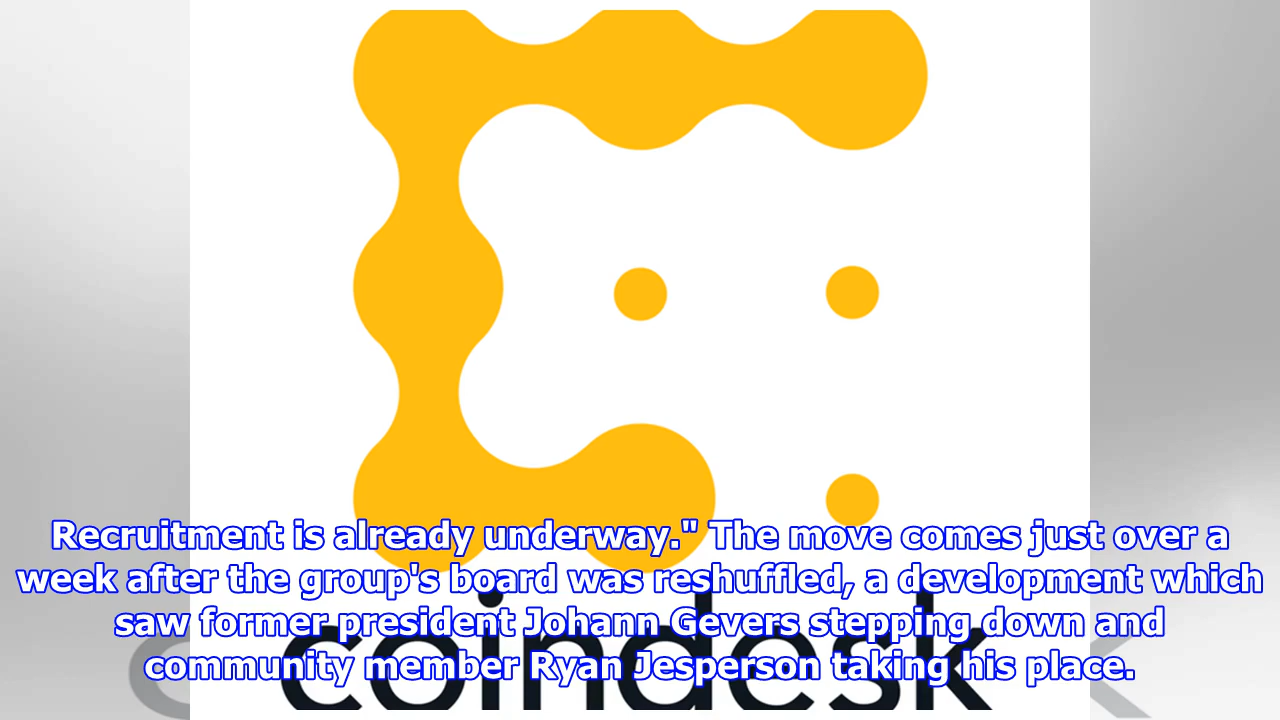 Recruitment is already underway." The move comes just over a
week after the group's board was reshuffled, a development which
saw former president Johann Gevers stepping down and
community member Ryan Jesperson taking his place.
coindesk